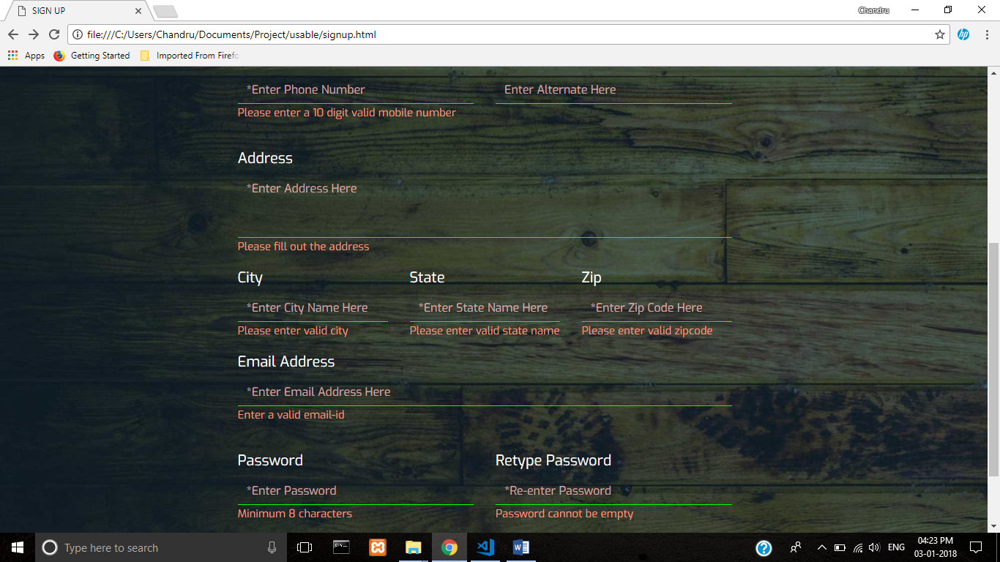 SIGN UP
Chandru
file:///C:/Users/Chandru/Documents/Project/usable/signup.html
Apps Getting Started Imported From Firefo
*Enter Phone Number Enter Alternate Here
Please enter a 10 digit valid mobile number
Address
*Enter Address Here
Please fill out the address
City State Zip
*Enter City Name Here *Enter State Name Here *Enter Zip Code Here
Please enter valid city Please enter valid state name Please enter valid zipcode
Email Address
*Enter Email Address Here
Enter a valid email-id
Password Retype Password
*Enter Password *Re-enter Password
Minimum 8 characters Password cannot be empty
Type here to search
ENG
04:23 PM
03-01-2018